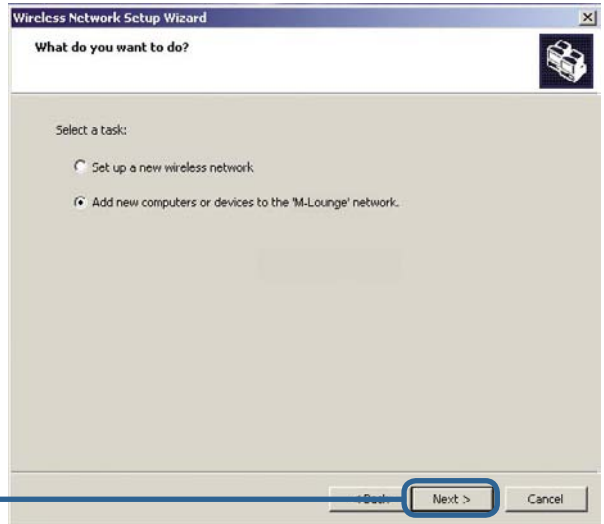 Wireless Network Setup Wizard
What do you want to do?
Select a task:
Set up a new wireless network
Add new computers or devices to the 'M-Lounge' network.
< Back Next > Cancel